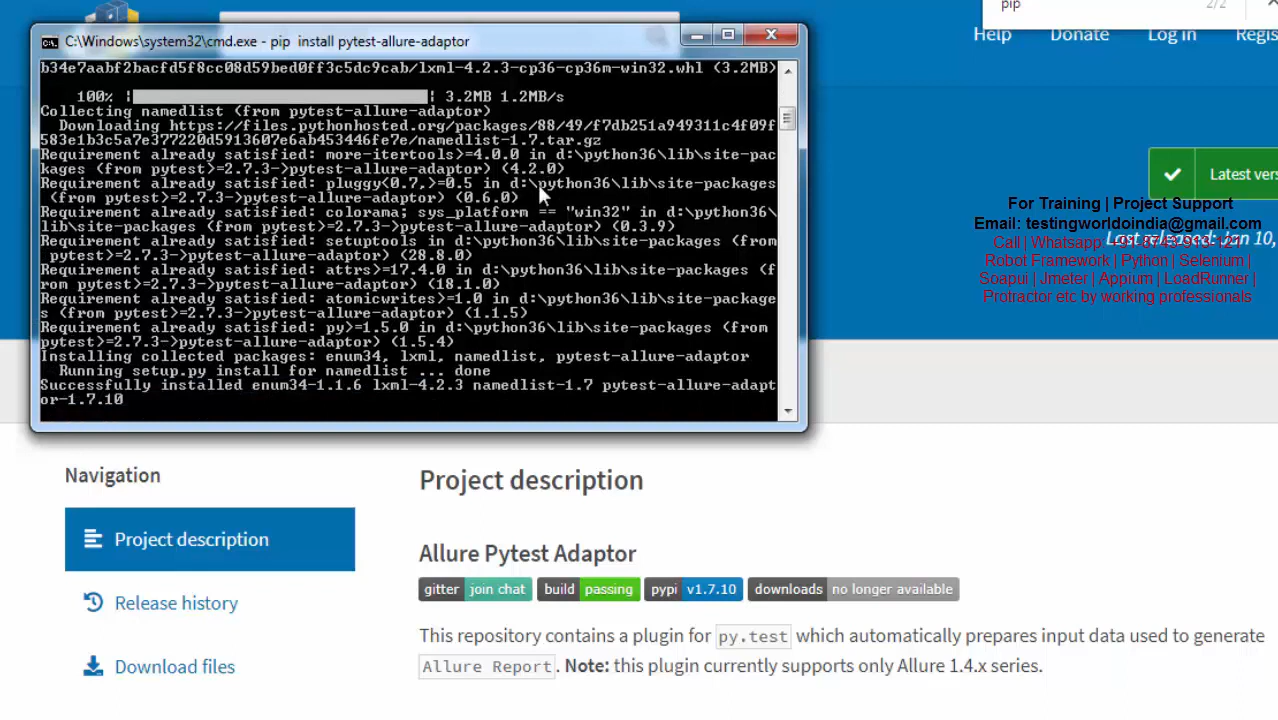 pip
2/2
Help
Donate
Log in
Regis
C:\Windows\system32\cmd.exe - pip  install pytest-allure-adaptor
b34e7aabf2bacfd5f8cc08d59bed0ff3c5dc9cab/lxml-4.2.3-cp36-cp36m-win32.whl (3.2MB)
100% |████████████████████████████████| 3.2MB 1.2MB/s
Collecting namedlist (from pytest-allure-adaptor)
Downloading https://files.pythonhosted.org/packages/88/49/f7db251a949311c4f09f
583e1b3c5a7e377220d5913607e6ab453446fe7e/namedlist-1.7.tar.gz
Requirement already satisfied: more-itertools>=4.0.0 in d:\python36\lib\site-pac
kages (from pytest>=2.7.3->pytest-allure-adaptor) (4.2.0)
Requirement already satisfied: pluggy(0.7,>=0.5 in d:\python36\lib\site-packages
(from pytest>=2.7.3->pytest-allure-adaptor) (0.6.0)
Requirement already satisfied: colorama; sys_platform == "win32" in d:\python36\
lib\site-packages (from pytest>=2.7.3->pytest-allure-adaptor) (0.3.9)
Requirement already satisfied: setuptools in d:\python36\lib\site-packages (from
pytest>=2.7.3->pytest-allure-adaptor) (28.8.0)
Requirement already satisfied: attrs>=17.4.0 in d:\python36\lib\site-packages (f
rom pytest>=2.7.3->pytest-allure-adaptor) (18.1.0)
Requirement already satisfied: atomicwrites>=1.0 in d:\python36\lib\site-package
s (from pytest>=2.7.3->pytest-allure-adaptor) (1.1.5)
Requirement already satisfied: py>=1.5.0 in d:\python36\lib\site-packages (from
pytest>=2.7.3->pytest-allure-adaptor) (1.5.4)
Installing collected packages: enum34, lxml, namedlist, pytest-allure-adaptor
Running setup.py install for namedlist ... done
Successfully installed enum34-1.1.6 lxml-4.2.3 namedlist-1.7 pytest-allure-adapt
or-1.7.10
Latest vers
For Training | Project Support
Email: testingworldoindia@gmail.com
Last released: Jan 10,
Call | Whatsapp: +91-8743-913-121
Robot Framework | Python | Selenium |
Soapui | Jmeter | Appium | LoadRunner |
Protractor etc by working professionals
Navigation
Project description
Release history
Download files
Project description
Allure Pytest Adaptor
gitter join chat build passing pypi v1.7.10 downloads no longer available
This repository contains a plugin for py.test which automatically prepares input data used to generate
Allure Report. Note: this plugin currently supports only Allure 1.4.x series.